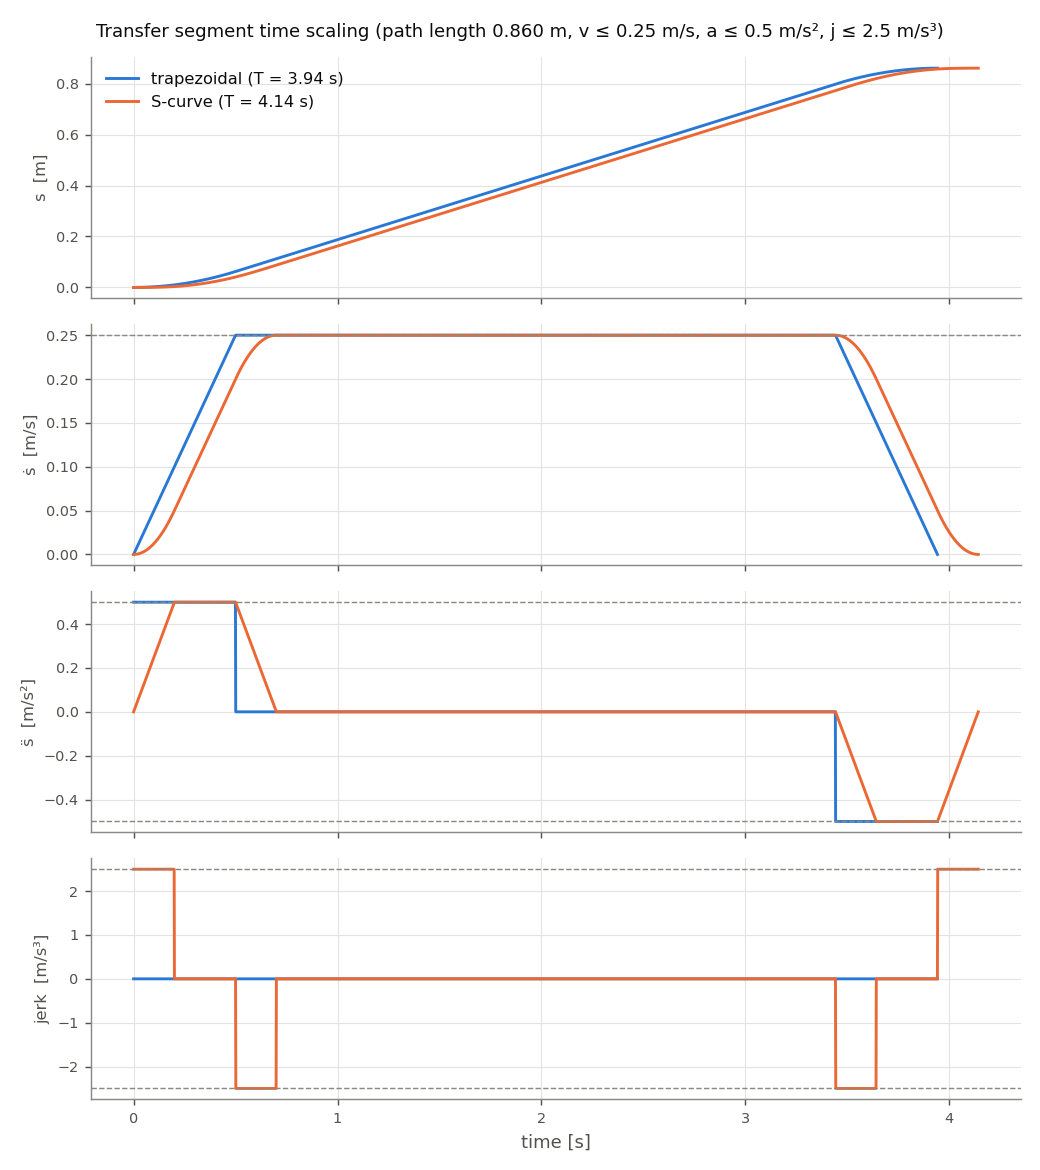 Transfer segment time scaling (path length 0.860 m, v ≤ 0.25 m/s, a ≤ 0.5 m/s², j ≤ 2.5 m/s³)
trapezoidal (T = 3.94 s)
S-curve (T = 4.14 s)
0.8
0.6
0.4
0.2
0.0
s [m]
0.25
0.20
0.15
0.10
0.05
0.00
ṡ [m/s]
0.4
0.2
0.0
−0.2
−0.4
s̈ [m/s²]
2
1
0
−1
−2
jerk [m/s³]
0 1 2 3 4
time [s]